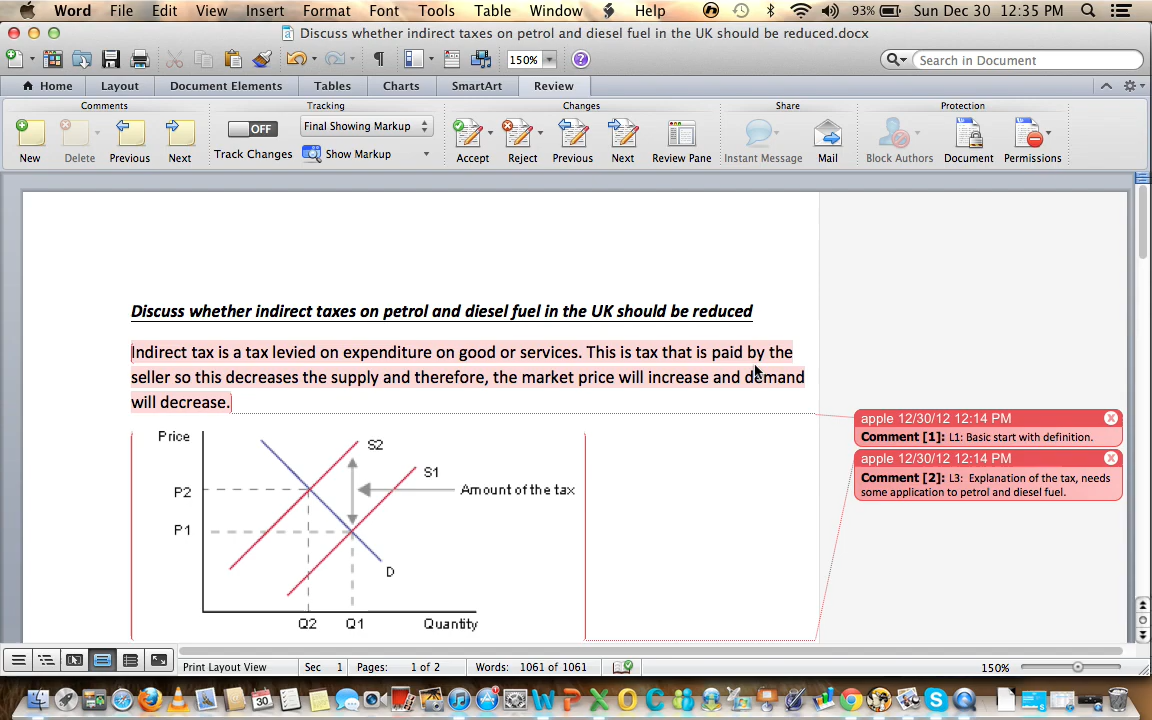 Word File Edit View Insert Format Font Tools Table Window Help 93% Sun Dec 30 12:35 PM
Discuss whether indirect taxes on petrol and diesel fuel in the UK should be reduced.docx
150% Search in Document
Home Layout Document Elements Tables Charts SmartArt Review
Comments Tracking Changes Share Protection
OFF Final Showing Markup
Track Changes Show Markup
New Delete Previous Next Accept Reject Previous Next Review Pane Instant Message Mail Block Authors Document Permissions
Discuss whether indirect taxes on petrol and diesel fuel in the UK should be reduced
Indirect tax is a tax levied on expenditure on good or services. This is tax that is paid by the
seller so this decreases the supply and therefore, the market price will increase and demand
will decrease.
apple 12/30/12 12:14 PM
Comment [1]: L1: Basic start with definition.
apple 12/30/12 12:14 PM
Comment [2]: L3: Explanation of the tax, needs
some application to petrol and diesel fuel.
Price
S2
S1
P2
Amount of the tax
P1
D
Q2 Q1 Quantity
Print Layout View Sec 1 Pages: 1 of 2 Words: 1061 of 1061 150%
30